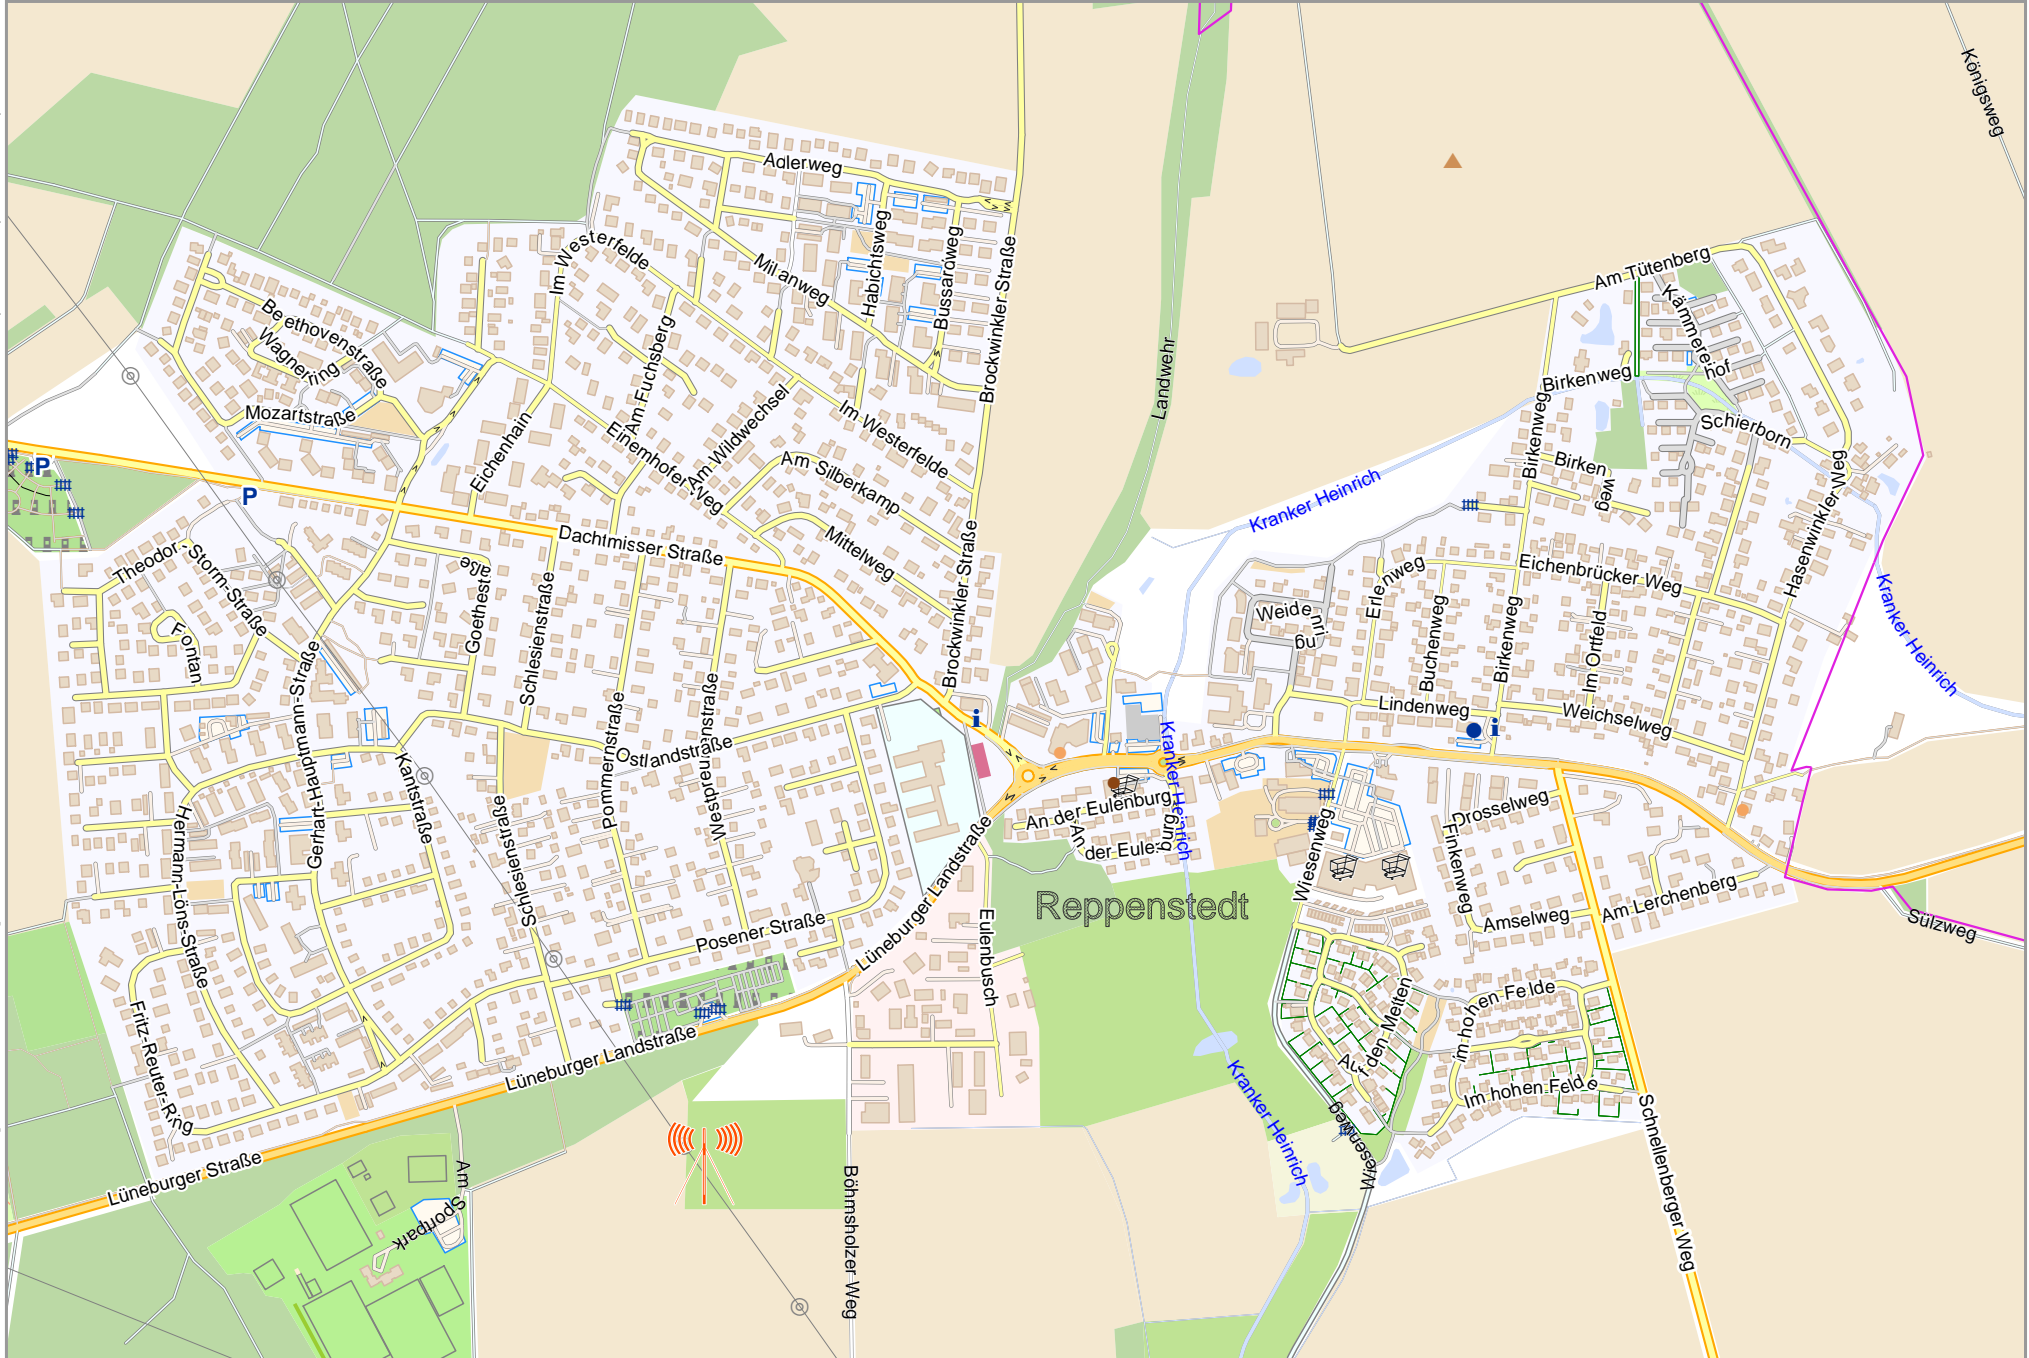 Königsweg
Adlerweg
Im Westerfelde
Milanweg
Habichtsweg
Bussardweg
Brockwinkler Straße
Am Tütenberg
Kämmererhof
Beethovenstraße
Wagnerring
Mozartstraße
Am Fuchsberg
Landwehr
Birkenweg
Birkenweg
Schierborn
Eichenhain
Einemhofer Weg
Am Wildwechsel
Im Westerfelde
Am Silberkamp
Birkenweg
Hasenwinkler Weg
P
P
Kranker Heinrich
Dachtmisser Straße
Mittelweg
Brockwinkler Straße
Theodor-Storm-Straße
Goethestraße
Schlesienstraße
Erlenweg
Eichenbrücker Weg
Weidenring
Buchenweg
Birkenweg
Im Ortfeld
Kranker Heinrich
Fontan
Gerhart-Hauptmann-Straße
Pommernstraße
Westpreußenstraße
Ostlandstraße
i
Lindenweg
i
Weichselweg
Kantstraße
Kranker Heinrich
Hermann-Löns-Straße
Schlesienstraße
An der Eulenburg
An der Eulenburg
Wiesenweg
Drosselweg
Finkenweg
Reppenstedt
Amselweg
Am Lerchenberg
Sülzweg
Posener Straße
Lüneburger Landstraße
Eulenbusch
Fritz-Reuter-Ring
Lüneburger Landstraße
Auf den Meiten
im hohen Felde
Im hohen Felde
Kranker Heinrich
Wiesenweg
Schnellenberger Weg
Lüneburger Straße
Am Sportpark
Böhmsholzer Weg